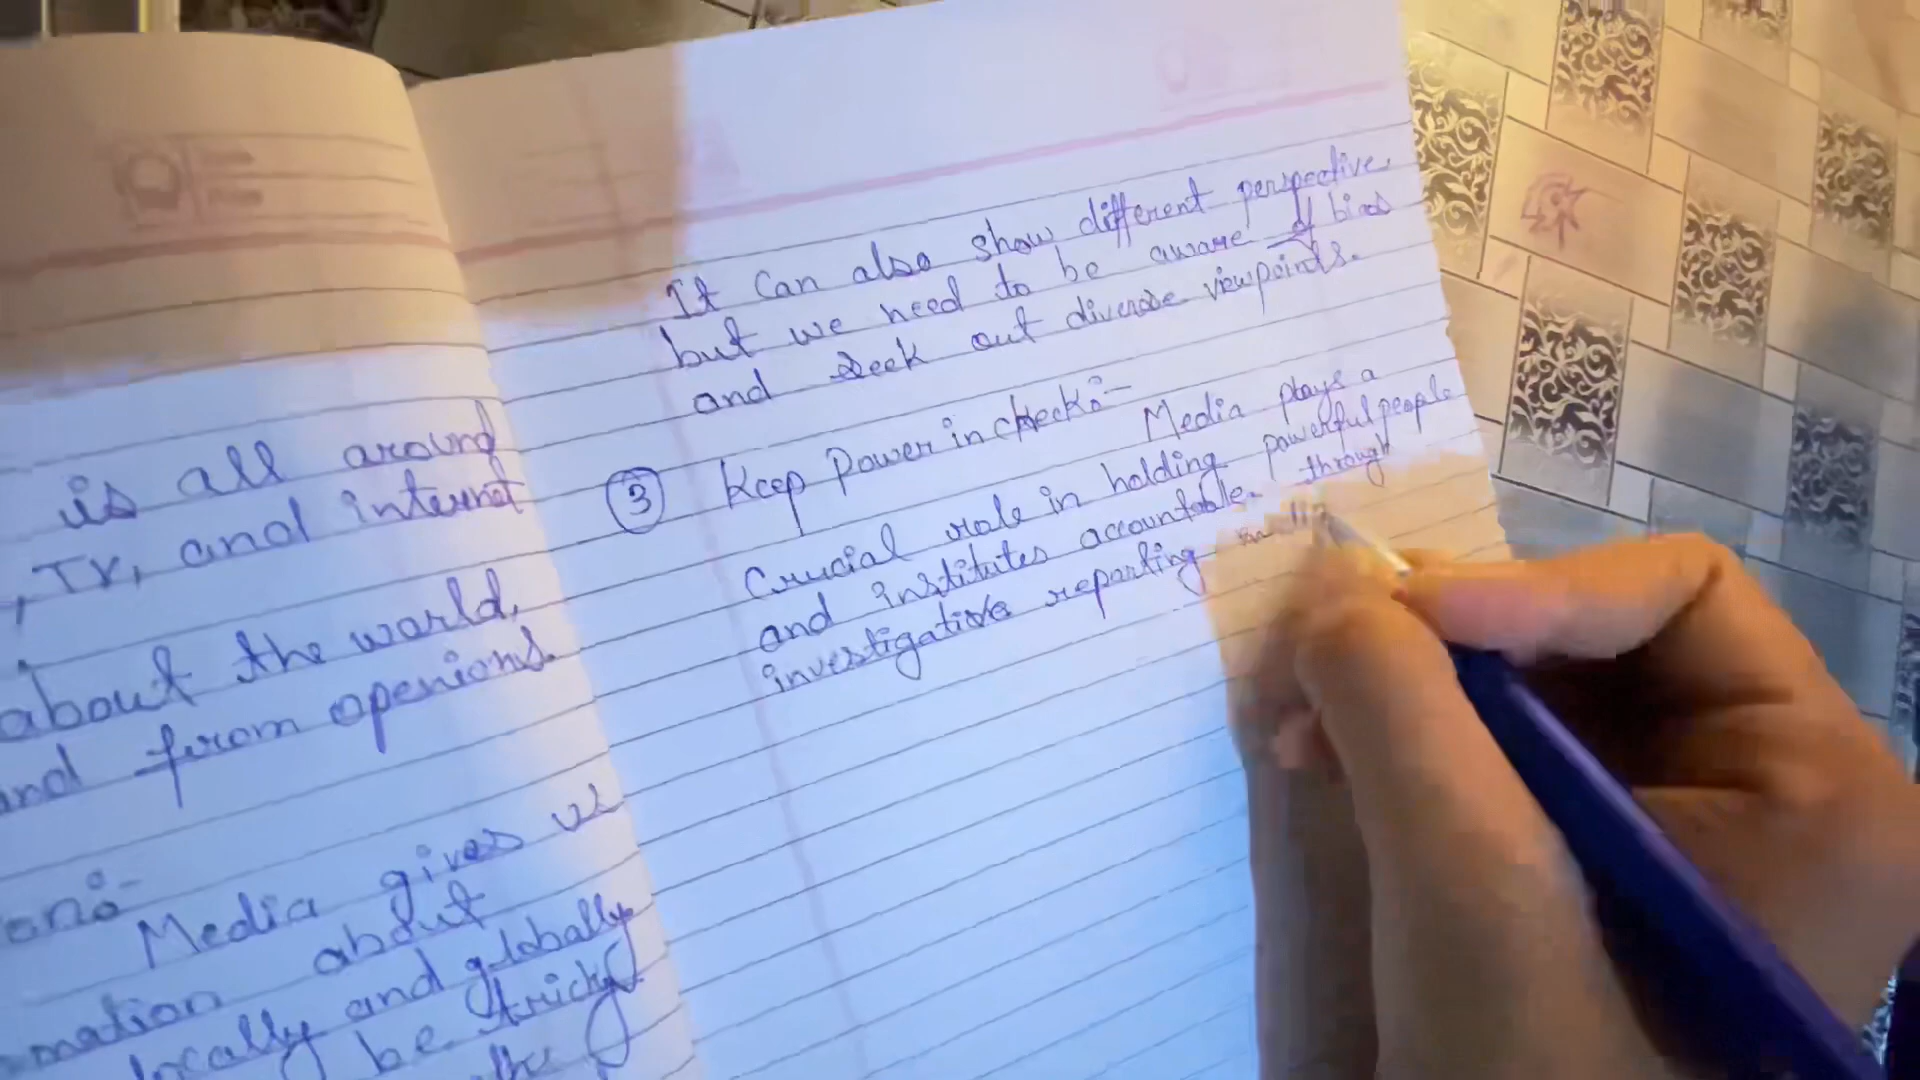 is all around
, TV, and internet
about the world,
and from openions.
Media gives us
about
locally and globally
be tricky
the
It can also show different perspective
but we need to be aware of bias
and seek out diverse viewpoints.
3 Keep Power in check:-
Media plays a
Crucial role in holding powerful people
and institutes accountable. through
investigative reporting